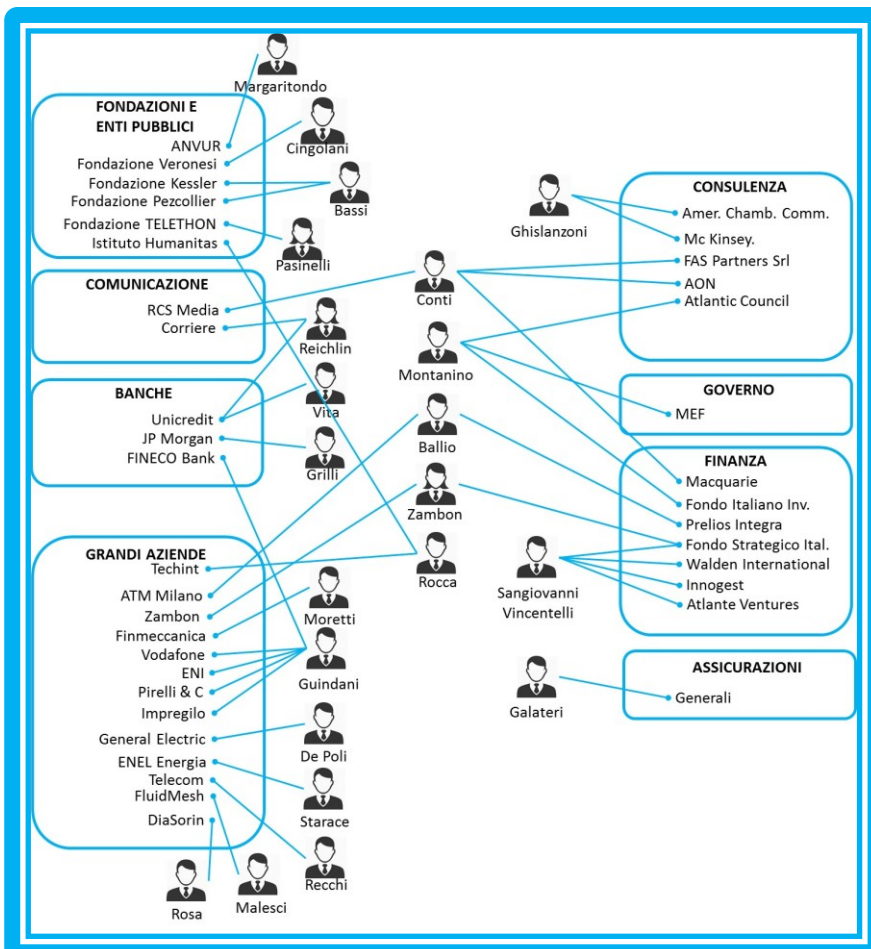 Margaritondo
FONDAZIONI E
ENTI PUBBLICI
ANVUR
Fondazione Veronesi
Fondazione Kessler
Fondazione Pezcollier
Fondazione TELETHON
Istituto Humanitas
Cingolani
Bassi
Pasinelli
COMUNICAZIONE
RCS Media
Corriere
Reichlin
BANCHE
Unicredit
JP Morgan
FINECO Bank
Vita
Grilli
GRANDI AZIENDE
Techint
ATM Milano
Zambon
Finmeccanica
Vodafone
ENI
Pirelli & C
Impregilo
General Electric
ENEL Energia
Telecom
FluidMesh
DiaSorin
Moretti
Guindani
De Poli
Starace
Recchi
Malesci
Rosa
Ghislanzoni
Conti
Montanino
Ballio
Zambon
Rocca
Sangiovanni
Vincentelli
Galateri
CONSULENZA
Amer. Chamb. Comm.
Mc Kinsey.
FAS Partners Srl
AON
Atlantic Council
GOVERNO
MEF
FINANZA
Macquarie
Fondo Italiano Inv.
Prelios Integra
Fondo Strategico Ital.
Walden International
Innogest
Atlante Ventures
ASSICURAZIONI
Generali